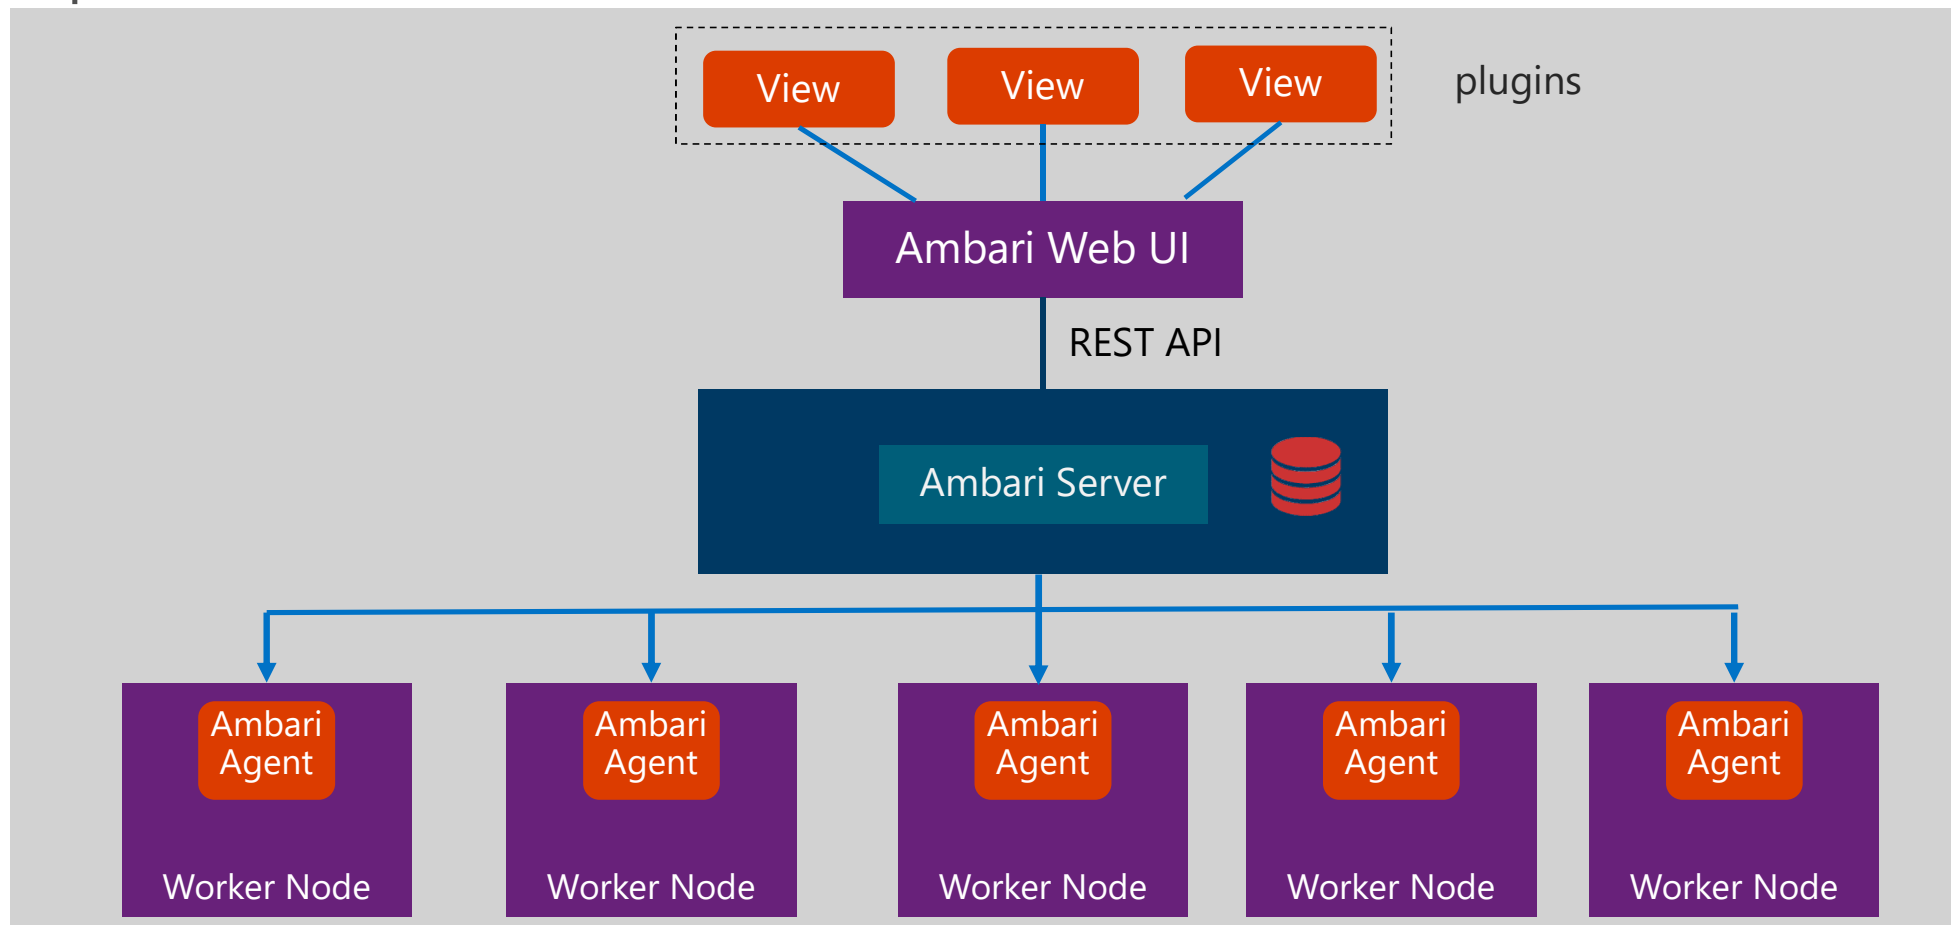 View
View
View
plugins
Ambari Web UI
REST API
Ambari Server
Ambari
Agent
Worker Node
Ambari
Agent
Worker Node
Ambari
Agent
Worker Node
Ambari
Agent
Worker Node
Ambari
Agent
Worker Node